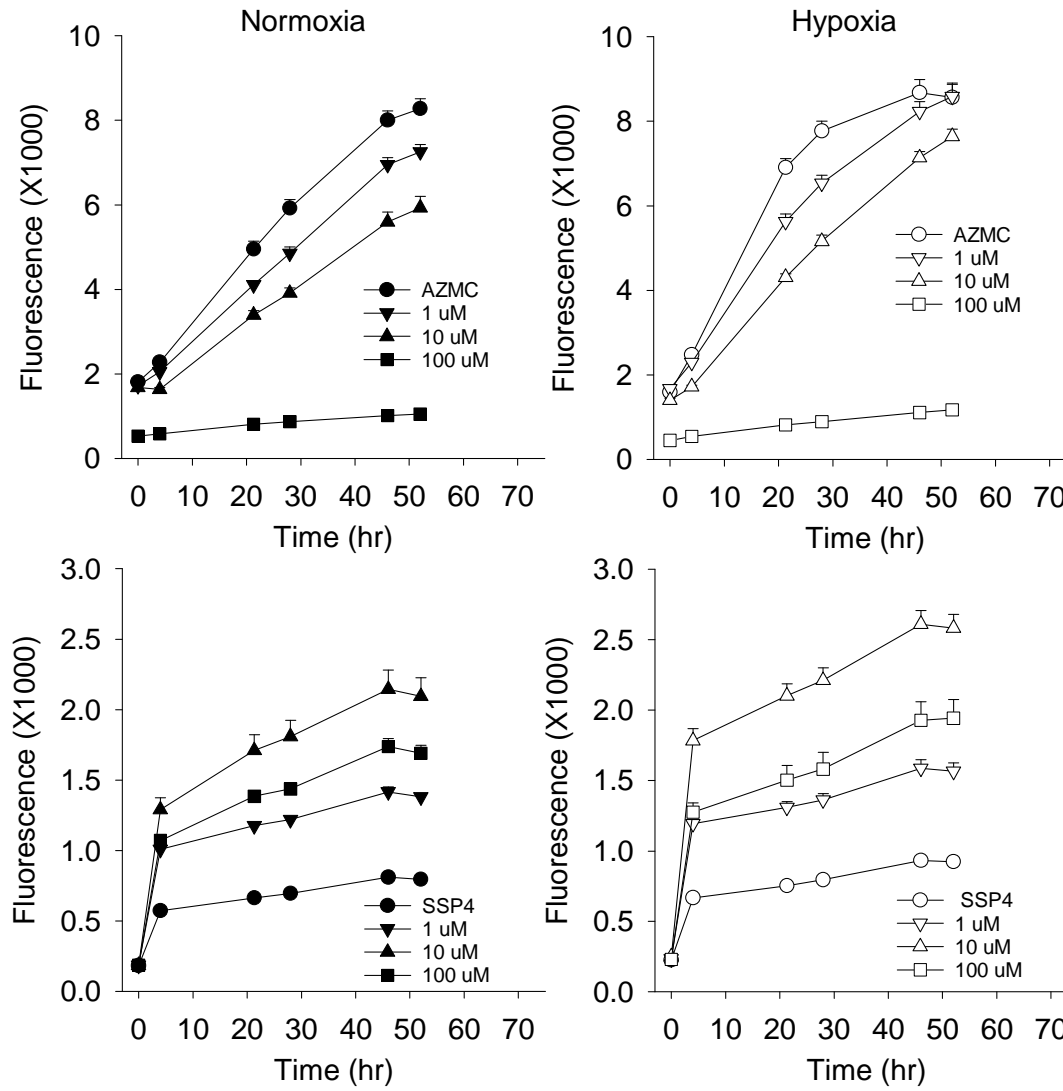 Normoxia
Hypoxia
Fluorescence (X1000)
10
8
6
4
2
0
AZMC
1 uM
10 uM
100 uM
0 10 20 30 40 50 60 70
Time (hr)
Fluorescence (X1000)
10
8
6
4
2
0
AZMC
1 uM
10 uM
100 uM
0 10 20 30 40 50 60 70
Time (hr)
Fluorescence (X1000)
3.0
2.5
2.0
1.5
1.0
0.5
0.0
SSP4
1 uM
10 uM
100 uM
0 10 20 30 40 50 60 70
Time (hr)
Fluorescence (X1000)
3.0
2.5
2.0
1.5
1.0
0.5
0.0
SSP4
1 uM
10 uM
100 uM
0 10 20 30 40 50 60 70
Time (hr)